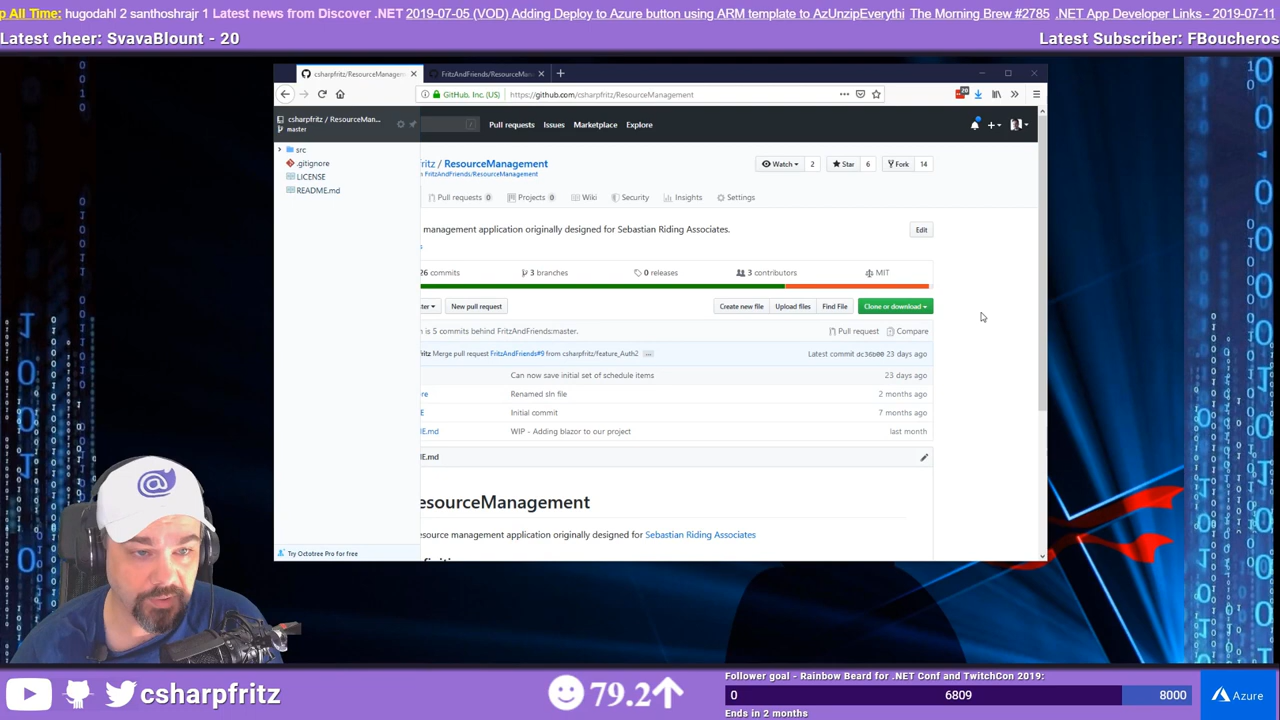 p All Time: hugodahl 2 santhoshrajr 1 Latest news from Discover .NET 2019-07-05 (VOD) Adding Deploy to Azure button using ARM template to AzUnzipEverythi The Morning Brew #2785 .NET App Developer Links - 2019-07-11
Latest cheer: SvavaBlount - 20
Latest Subscriber: FBoucheros
csharpfritz/ResourceManagemen
FritzAndFriends/ResourceMan
GitHub, Inc. (US)
https://github.com/csharpfritz/ResourceManagement
20
csharpfritz / ResourceMan...
master
Pull requests Issues Marketplace Explore
src
.gitignore
LICENSE
README.md
ritz / ResourceManagement
FritzAndFriends/ResourceManagement
Watch 2 Star 6 Fork 14
Pull requests 0 Projects 0 Wiki Security Insights Settings
management application originally designed for Sebastian Riding Associates.
Edit
26 commits 3 branches 0 releases 3 contributors MIT
ter New pull request Create new file Upload files Find File Clone or download
is 5 commits behind FritzAndFriends:master.
Pull request Compare
ritz Merge pull request FritzAndFriends#9 from csharpfritz/feature_Auth2 ...
Latest commit dc36b00 23 days ago
Can now save initial set of schedule items 23 days ago
re Renamed sln file 2 months ago
E Initial commit 7 months ago
E.md WIP - Adding blazor to our project last month
E.md
esourceManagement
esource management application originally designed for Sebastian Riding Associates
Try Octotree Pro for free
@
csharpfritz
79.2
Follower goal - Rainbow Beard for .NET Conf and TwitchCon 2019:
0 6809 8000
Ends in 2 months
Azure